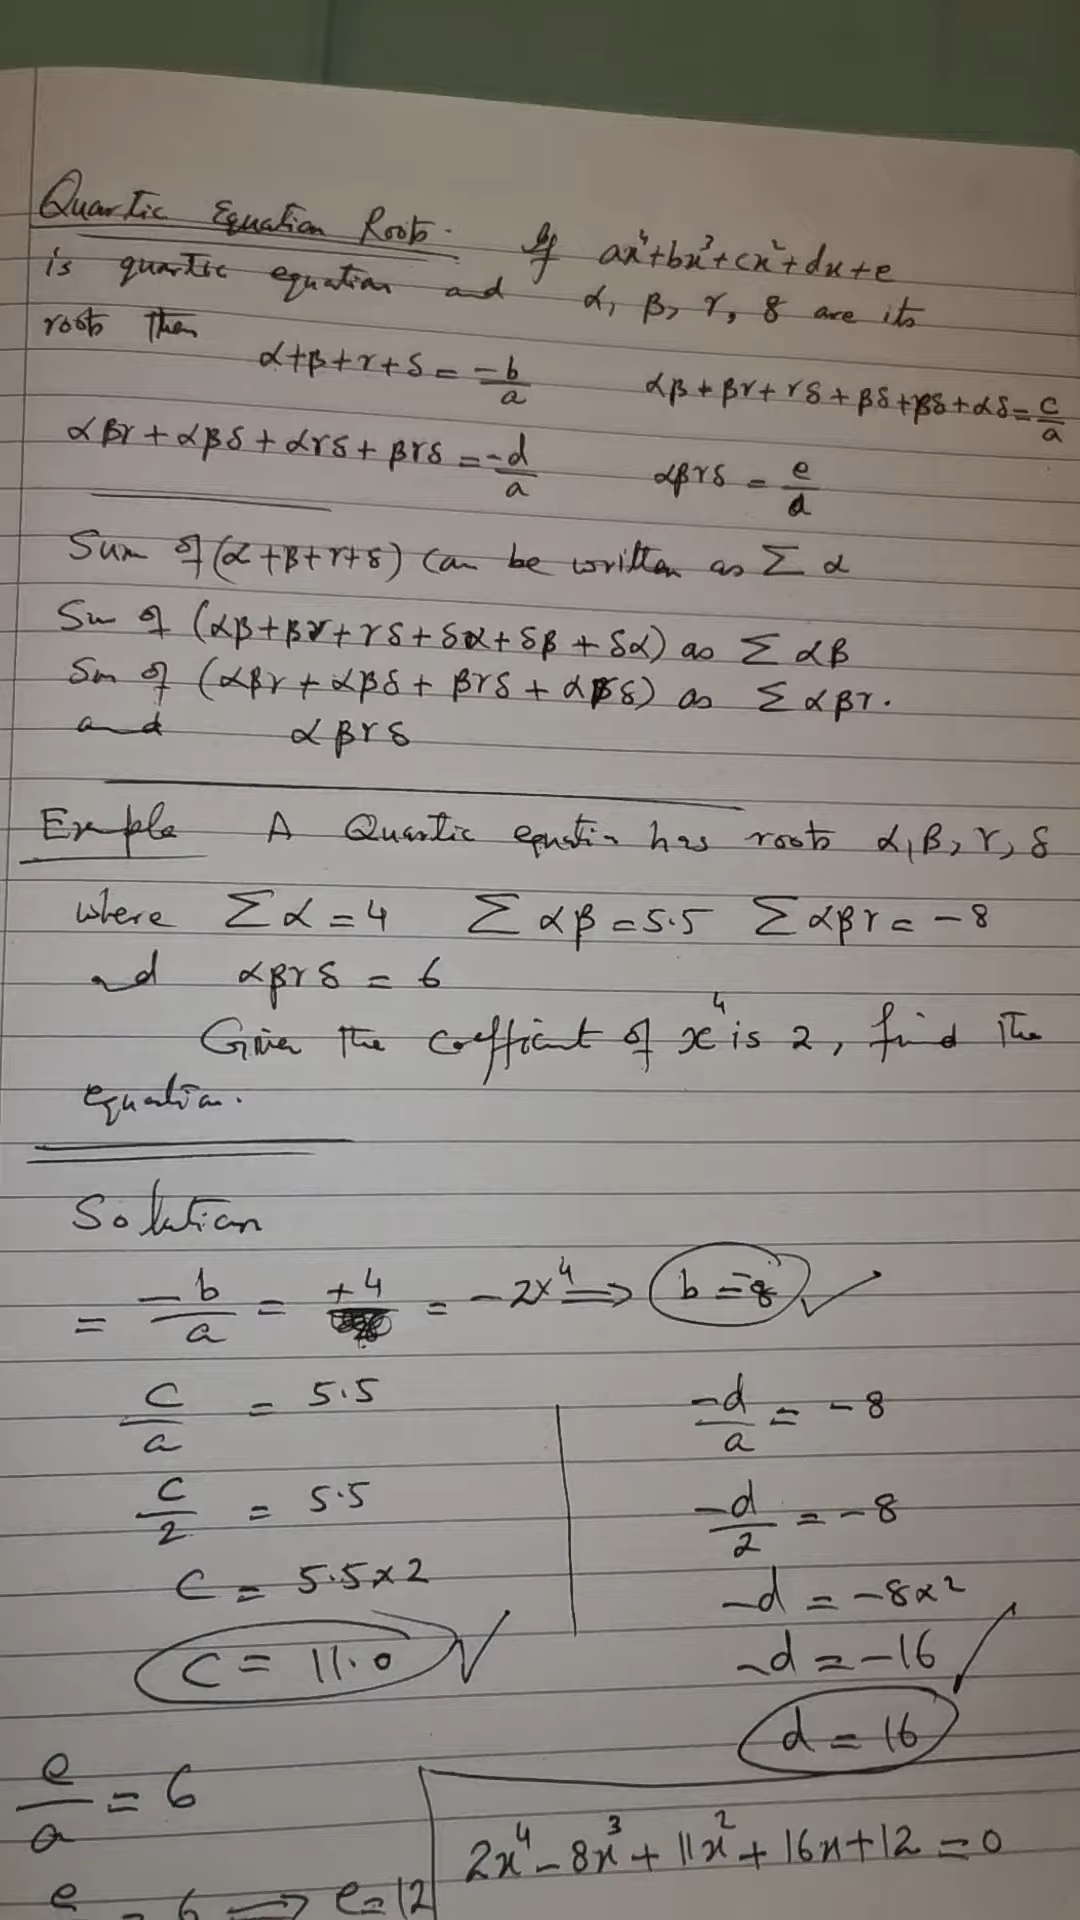 Quartic Equation Roots. If ax⁴+bx³+cx²+dx+e
is quartic equation and α, β, γ, δ are its
roots then
α+β+γ+δ = -b/a    αβ + βγ + γδ + βδ + βδ + αδ = c/a
αβγ + αβδ + αγδ + βγδ = -d/a    αβγδ = e/a
Sum of (α+β+γ+δ) can be written as Σ α
Sum of (αβ+βγ+γδ+δα+δβ+δα) as Σ αβ
Sum of (αβγ + αβδ + βγδ + αβδ) as Σ αβγ.
and αβγδ
Example A Quartic equation has roots α, β, γ, δ
where Σα = 4 Σαβ = 5.5 Σαβγ = -8
and αβγδ = 6
Given the coefficient of x⁴ is 2, find the
equation.
Solution
= -b/a = +4 = -2×4 ⇒ b = -8 ✓
c/a = 5.5
c/2 = 5.5
c = 5.5×2
c = 11.0 ✓
-d/a = -8
-d/2 = -8
-d = -8×2
-d = -16
d = 16 ✓
e/a = 6
e = 6 ⇒ e = 12
2x⁴ - 8x³ + 11x² + 16x + 12 = 0